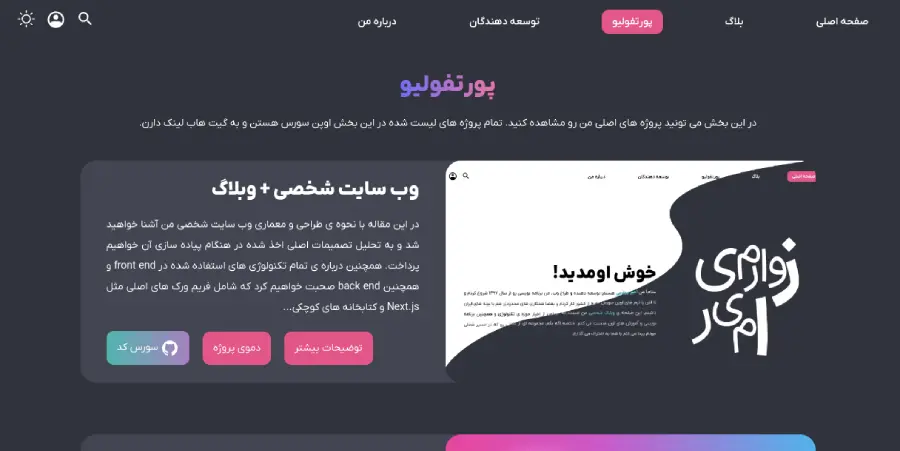 صفحه اصلی
بلاگ
پورتفولیو
توسعه دهندگان
درباره من
پورتفولیو
در این بخش می تونید پروژه های اصلی من رو مشاهده کنید. تمام پروژه های لیست شده در این بخش اوپن سورس هستن و به گیت هاب لینک دارن.
صفحه اصلی
بلاگ
پورتفولیو
توسعه دهندگان
درباره من
خوش اومدید!
زوارمی
امیر
وب سایت شخصی + وبلاگ
در این مقاله با نحوه ی طراحی و معماری وب سایت شخصی من آشنا خواهید
شد و به تحلیل تصمیمات اصلی اخذ شده در هنگام پیاده سازی آن خواهیم
پرداخت. همچنین درباره ی تمام تکنولوژی های استفاده شده در front end و
همچنین back end صحبت خواهیم کرد که شامل فریم ورک های اصلی مثل
Next.js و کتابخانه های کوچکی...
توضیحات بیشتر
دموی پروژه
سورس کد